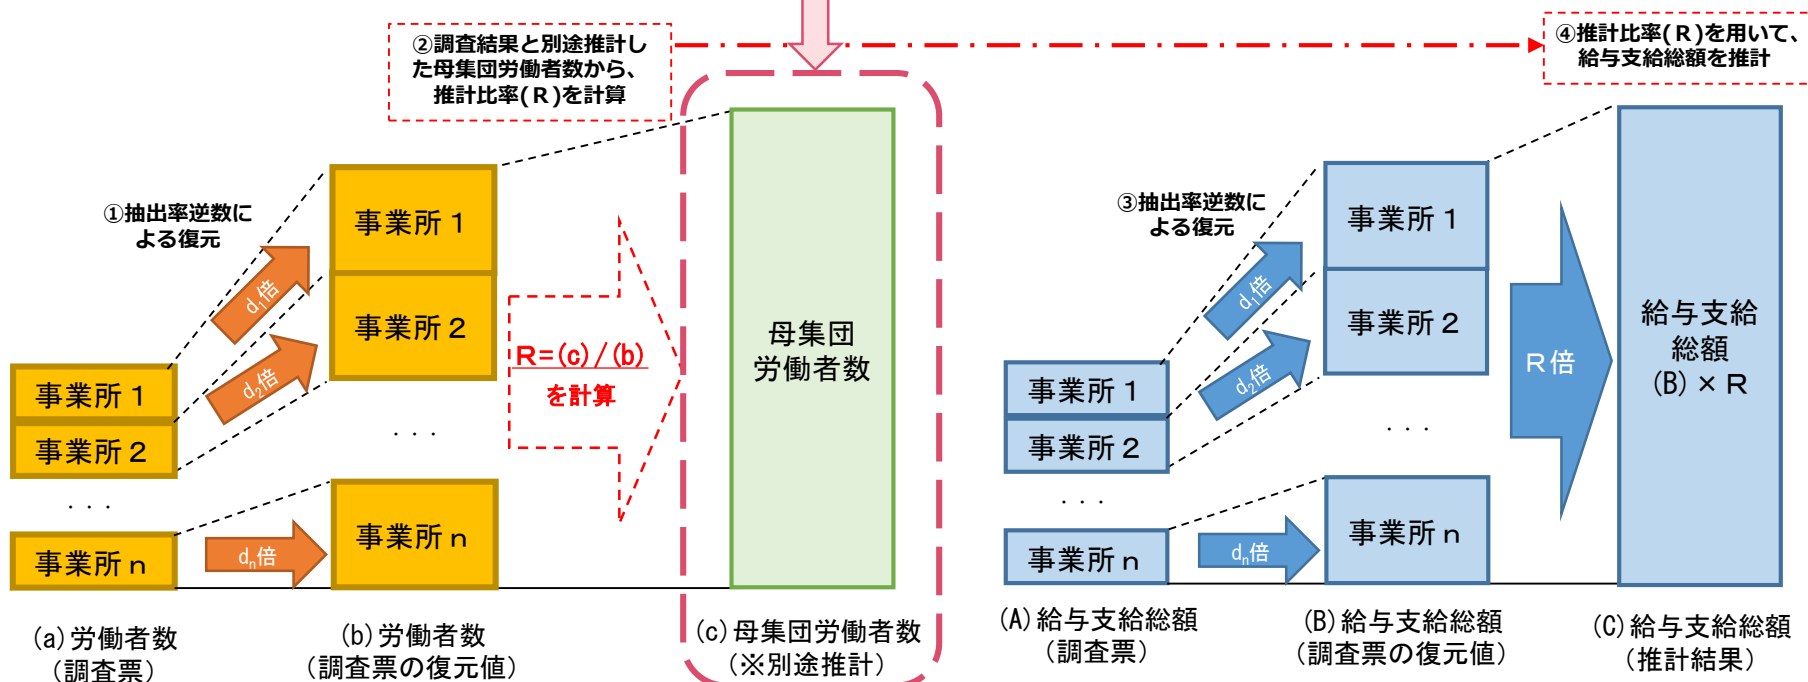 ②調査結果と別途推計し
た母集団労働者数から、
推計比率(R)を計算
④推計比率(R)を用いて、
給与支給総額を推計
①抽出率逆数に
よる復元
d₁倍
d₂倍
dₙ倍
事業所1
事業所2
・・・
事業所n
(a)労働者数
(調査票)
事業所1
事業所2
・・・
事業所n
(b)労働者数
(調査票の復元値)
R=(c)/(b)
を計算
母集団
労働者数
(c)母集団労働者数
(※別途推計)
③抽出率逆数に
よる復元
d₁倍
d₂倍
dₙ倍
事業所1
事業所2
・・・
事業所n
(A)給与支給総額
(調査票)
事業所1
事業所2
・・・
事業所n
(B)給与支給総額
(調査票の復元値)
R倍
給与支給
総額
(B)×R
(C)給与支給総額
(推計結果)